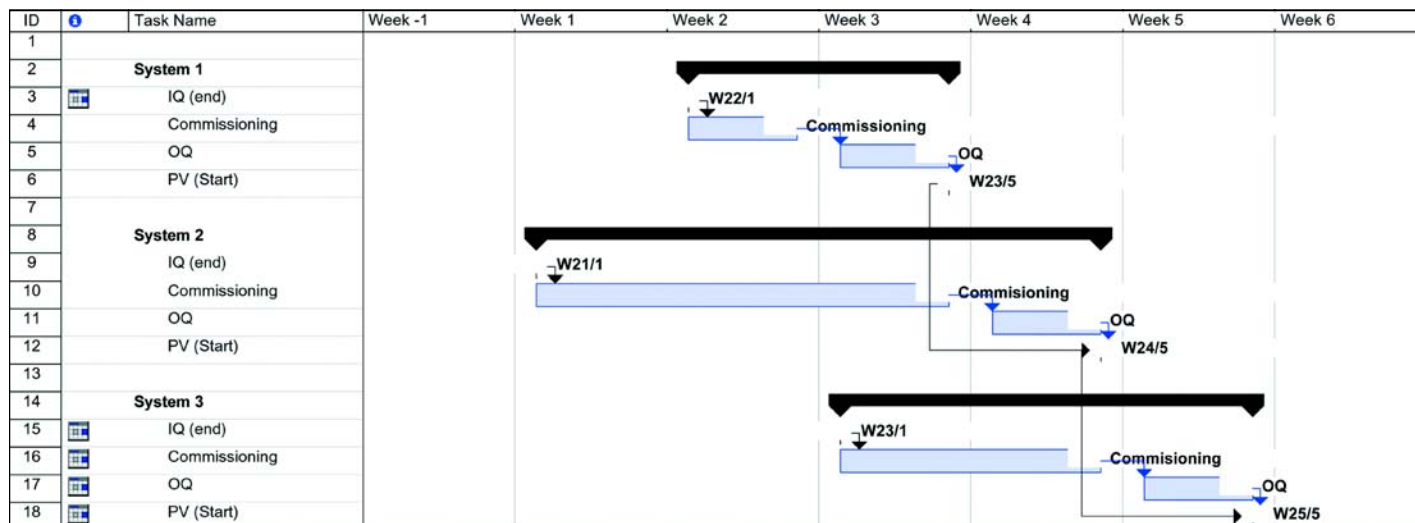 ID Task Name Week -1 Week 1 Week 2 Week 3 Week 4 Week 5 Week 6
1
2 System 1
3 IQ (end) W22/1
4 Commissioning Commissioning
5 OQ OQ
6 PV (Start) W23/5
7
8 System 2
9 IQ (end) W21/1
10 Commissioning Commisioning
11 OQ OQ
12 PV (Start) W24/5
13
14 System 3
15 IQ (end) W23/1
16 Commissioning Commisioning
17 OQ OQ
18 PV (Start) W25/5